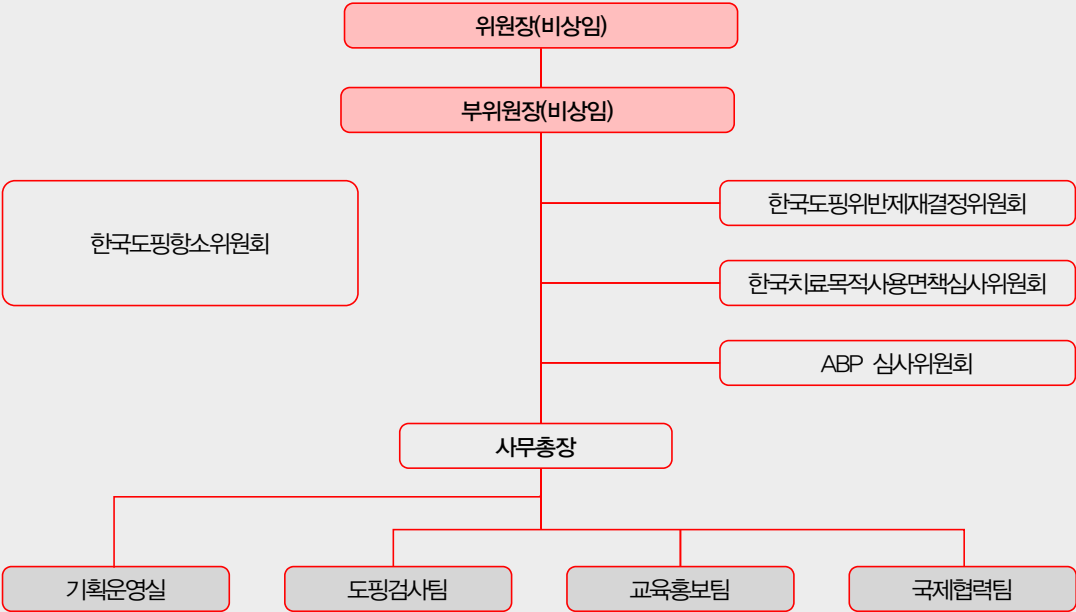 위원장(비상임)
부위원장(비상임)
한국도핑항소위원회
한국도핑위반제재결정위원회
한국치료목적사용면책심사위원회
ABP 심사위원회
사무총장
기획운영실
도핑검사팀
교육홍보팀
국제협력팀